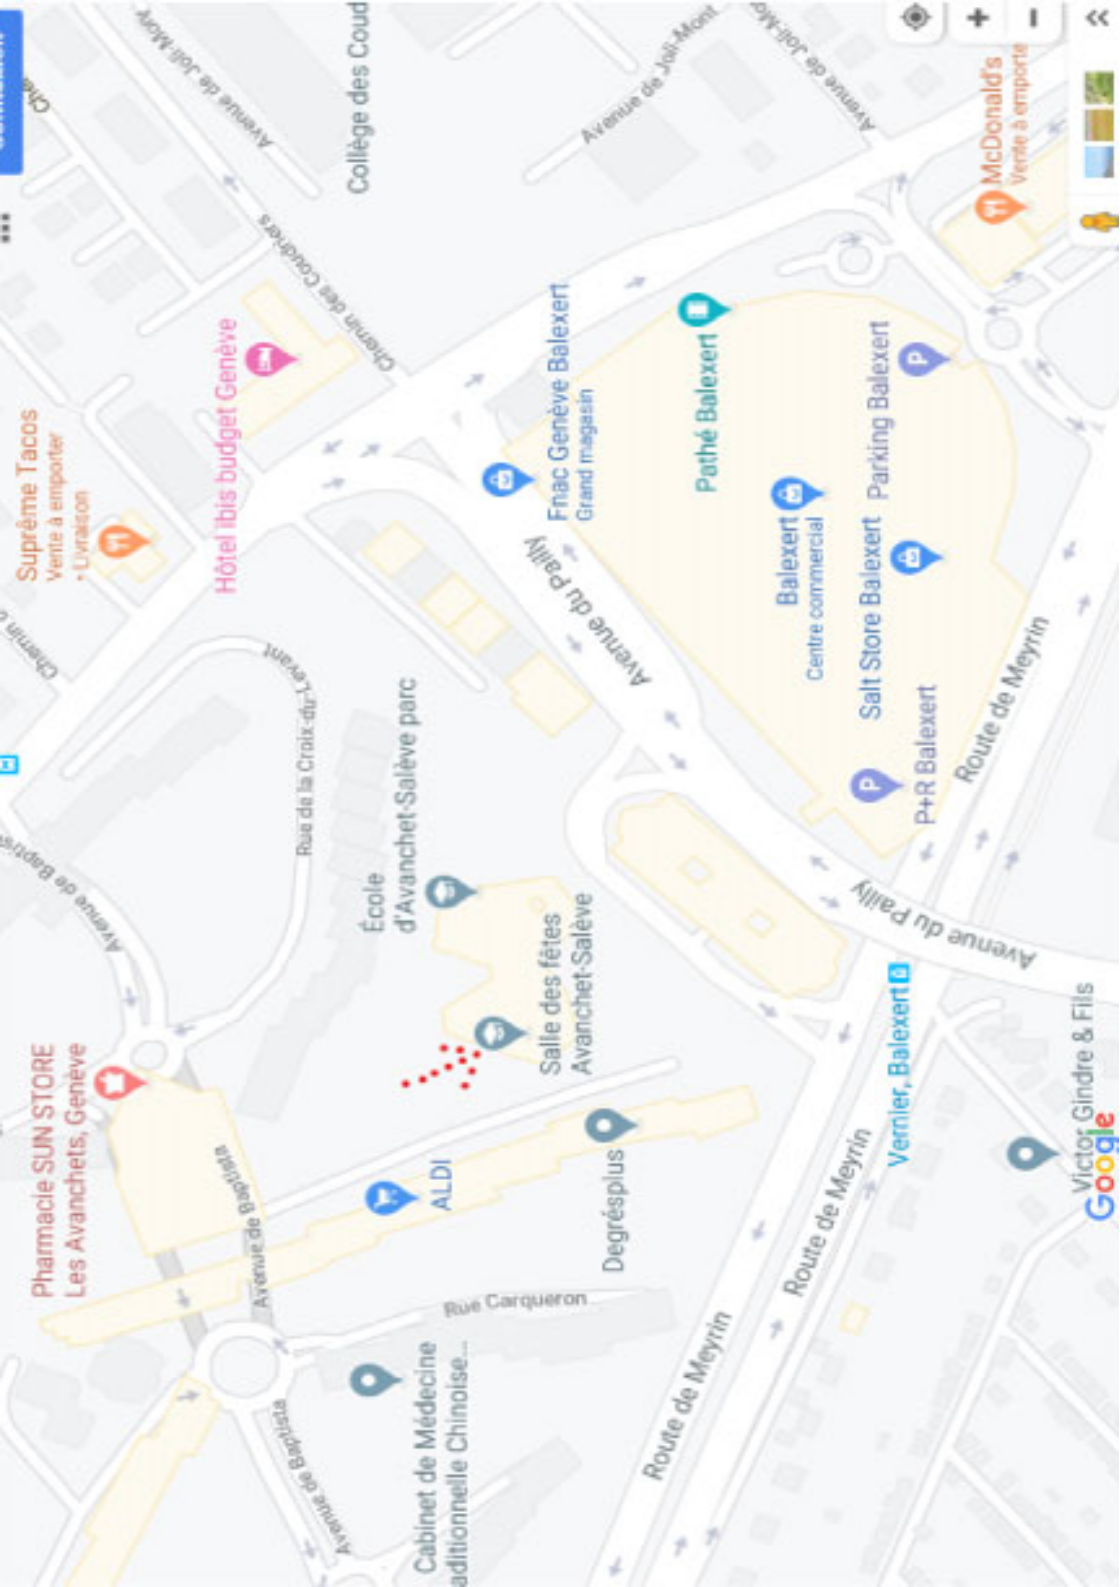 Avenue de Joli-Mont
Avenue de Joli-Mont
Avenue de Joli-Mont
Collège des Coud
McDonald's
Vente à emporte
Chemin des Coudriers
Hôtel ibis budget Genève
Suprême Tacos
Vente à emporter
• Livraison
Fnac Genève Balexert
Grand magasin
Pathé Balexert
Parking Balexert
Balexert
Centre commercial
Salt Store Balexert
P+R Balexert
Avenue du Pailly
Route de Meyrin
Chemin d
Rue de la Croix-du-Levant
École
d'Avanchet-Salève parc
Avenue de Baptista
Salle des fêtes
Avanchet-Salève
Avenue du Pailly
Vernier, Balexert
Pharmacie SUN STORE
Les Avanchets, Genève
ALDI
Avenue de Baptista
Degrésplus
Route de Meyrin
Victor Gindre & Fils
Google
Rue Carqueron
Cabinet de Médecine
aditionnelle Chinoise...
Avenue de Baptista
Route de Meyrin